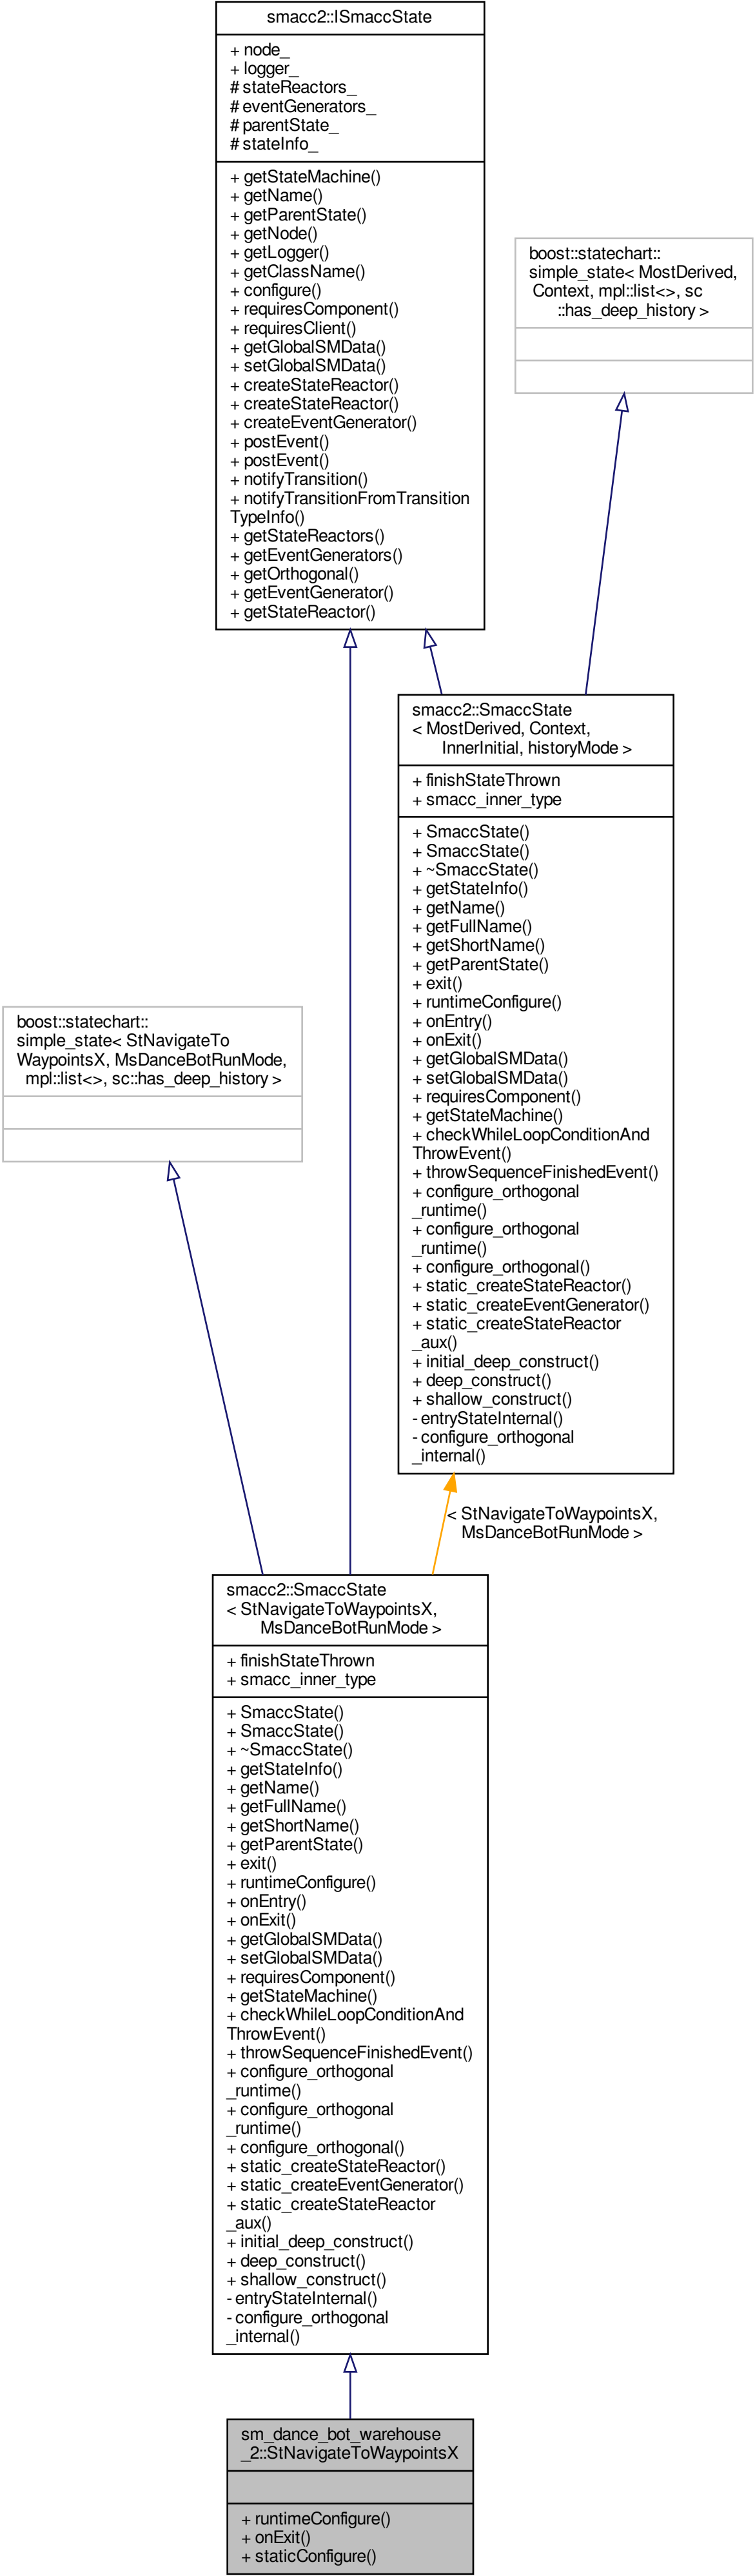 smacc2::ISmaccState
+ node_
+ logger_
# stateReactors_
# eventGenerators_
# parentState_
# stateInfo_
+ getStateMachine()
+ getName()
+ getParentState()
+ getNode()
+ getLogger()
+ getClassName()
+ configure()
+ requiresComponent()
+ requiresClient()
+ getGlobalSMData()
+ setGlobalSMData()
+ createStateReactor()
+ createStateReactor()
+ createEventGenerator()
+ postEvent()
+ postEvent()
+ notifyTransition()
+ notifyTransitionFromTransition
TypeInfo()
+ getStateReactors()
+ getEventGenerators()
+ getOrthogonal()
+ getEventGenerator()
+ getStateReactor()
boost::statechart::
simple_state< MostDerived,
Context, mpl::list<>, sc
::has_deep_history >
smacc2::SmaccState
< MostDerived, Context,
InnerInitial, historyMode >
+ finishStateThrown
+ smacc_inner_type
+ SmaccState()
+ SmaccState()
+ ~SmaccState()
+ getStateInfo()
+ getName()
+ getFullName()
+ getShortName()
+ getParentState()
+ exit()
+ runtimeConfigure()
+ onEntry()
+ onExit()
+ getGlobalSMData()
+ setGlobalSMData()
+ requiresComponent()
+ getStateMachine()
+ checkWhileLoopConditionAnd
ThrowEvent()
+ throwSequenceFinishedEvent()
+ configure_orthogonal
_runtime()
+ configure_orthogonal
_runtime()
+ configure_orthogonal()
+ static_createStateReactor()
+ static_createEventGenerator()
+ static_createStateReactor
_aux()
+ initial_deep_construct()
+ deep_construct()
+ shallow_construct()
- entryStateInternal()
- configure_orthogonal
_internal()
boost::statechart::
simple_state< StNavigateTo
WaypointsX, MsDanceBotRunMode,
mpl::list<>, sc::has_deep_history >
< StNavigateToWaypointsX,
MsDanceBotRunMode >
smacc2::SmaccState
< StNavigateToWaypointsX,
MsDanceBotRunMode >
+ finishStateThrown
+ smacc_inner_type
+ SmaccState()
+ SmaccState()
+ ~SmaccState()
+ getStateInfo()
+ getName()
+ getFullName()
+ getShortName()
+ getParentState()
+ exit()
+ runtimeConfigure()
+ onEntry()
+ onExit()
+ getGlobalSMData()
+ setGlobalSMData()
+ requiresComponent()
+ getStateMachine()
+ checkWhileLoopConditionAnd
ThrowEvent()
+ throwSequenceFinishedEvent()
+ configure_orthogonal
_runtime()
+ configure_orthogonal
_runtime()
+ configure_orthogonal()
+ static_createStateReactor()
+ static_createEventGenerator()
+ static_createStateReactor
_aux()
+ initial_deep_construct()
+ deep_construct()
+ shallow_construct()
- entryStateInternal()
- configure_orthogonal
_internal()
sm_dance_bot_warehouse
_2::StNavigateToWaypointsX
+ runtimeConfigure()
+ onExit()
+ staticConfigure()